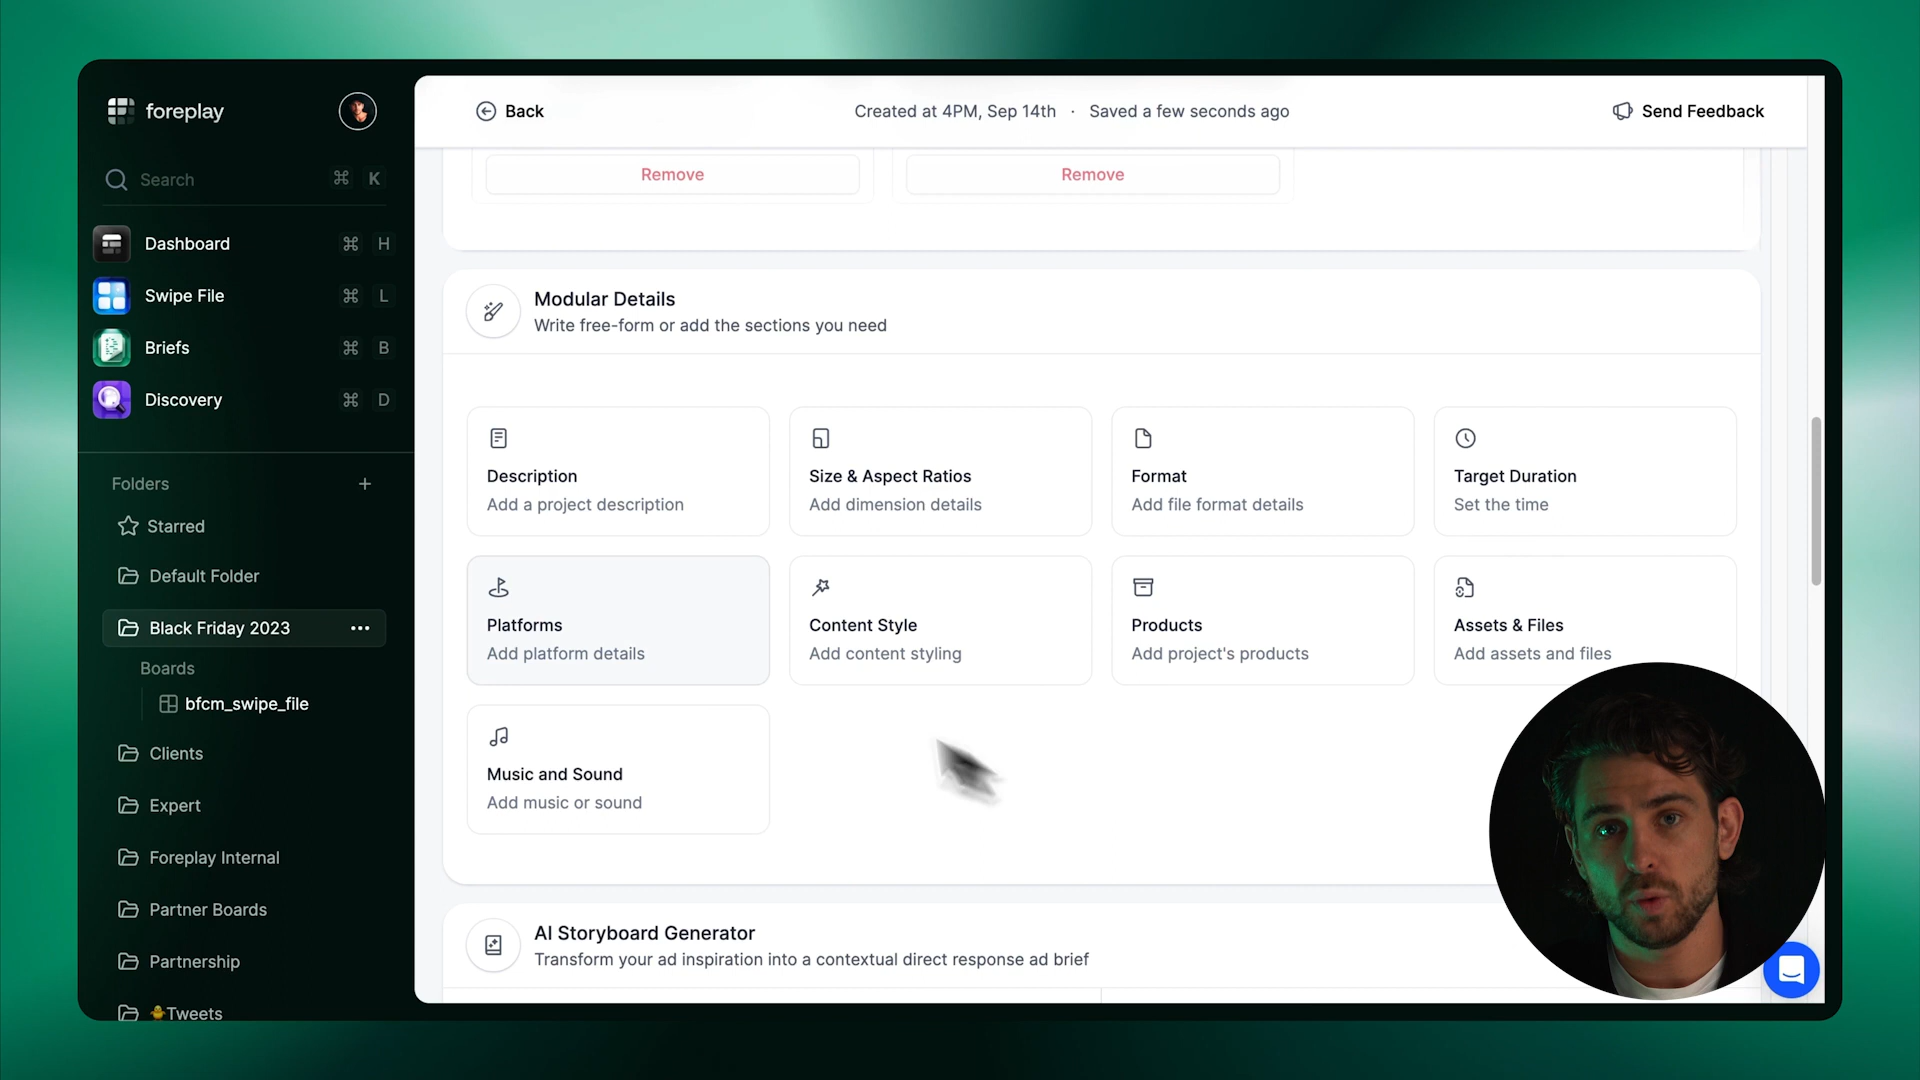 foreplay
Search ⌘ K
Dashboard ⌘ H
Swipe File ⌘ L
Briefs ⌘ B
Discovery ⌘ D
Folders +
Starred
Default Folder
Black Friday 2023
Boards
bfcm_swipe_file
Clients
Expert
Foreplay Internal
Partner Boards
Partnership
🐥Tweets
Back
Created at 4PM, Sep 14th · Saved a few seconds ago
Send Feedback
Remove
Remove
Modular Details
Write free-form or add the sections you need
Description
Add a project description
Size & Aspect Ratios
Add dimension details
Format
Add file format details
Target Duration
Set the time
Platforms
Add platform details
Content Style
Add content styling
Products
Add project's products
Assets & Files
Add assets and files
Music and Sound
Add music or sound
AI Storyboard Generator
Transform your ad inspiration into a contextual direct response ad brief